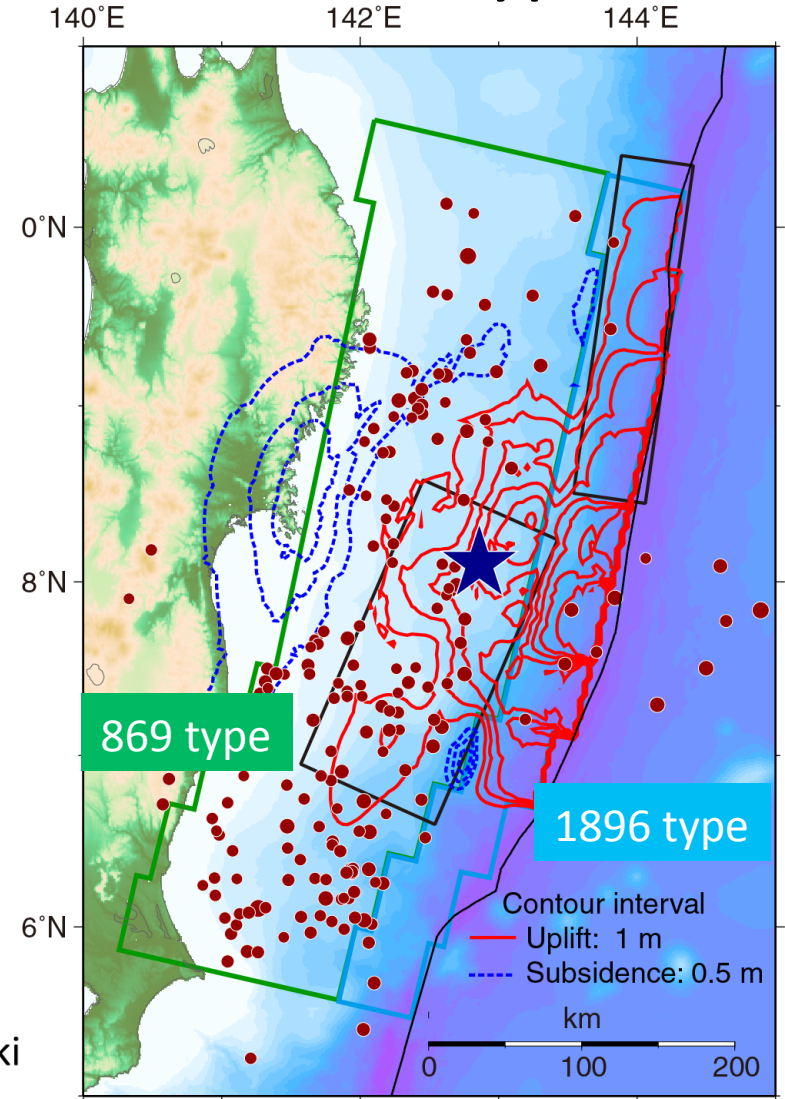 140˚E 142˚E 144˚E
0˚N
8˚N
869 type
1896 type
Contour interval
6˚N
Uplift: 1 m
Subsidence: 0.5 m
km
ki
0 100 200